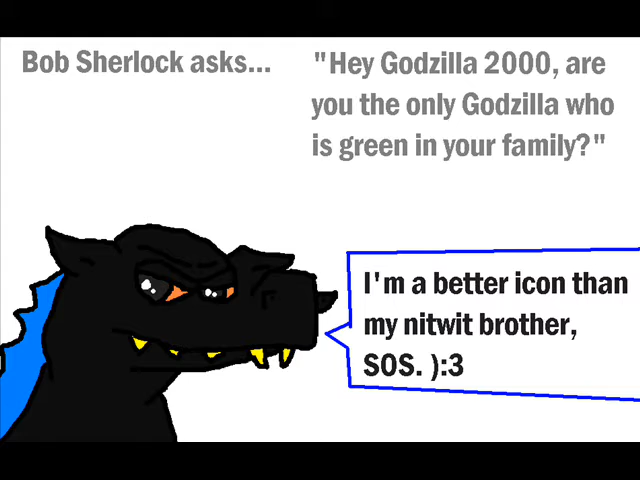 Bob Sherlock asks...
"Hey Godzilla 2000, are
you the only Godzilla who
is green in your family?"
I'm a better icon than
my nitwit brother,
SOS. ):3